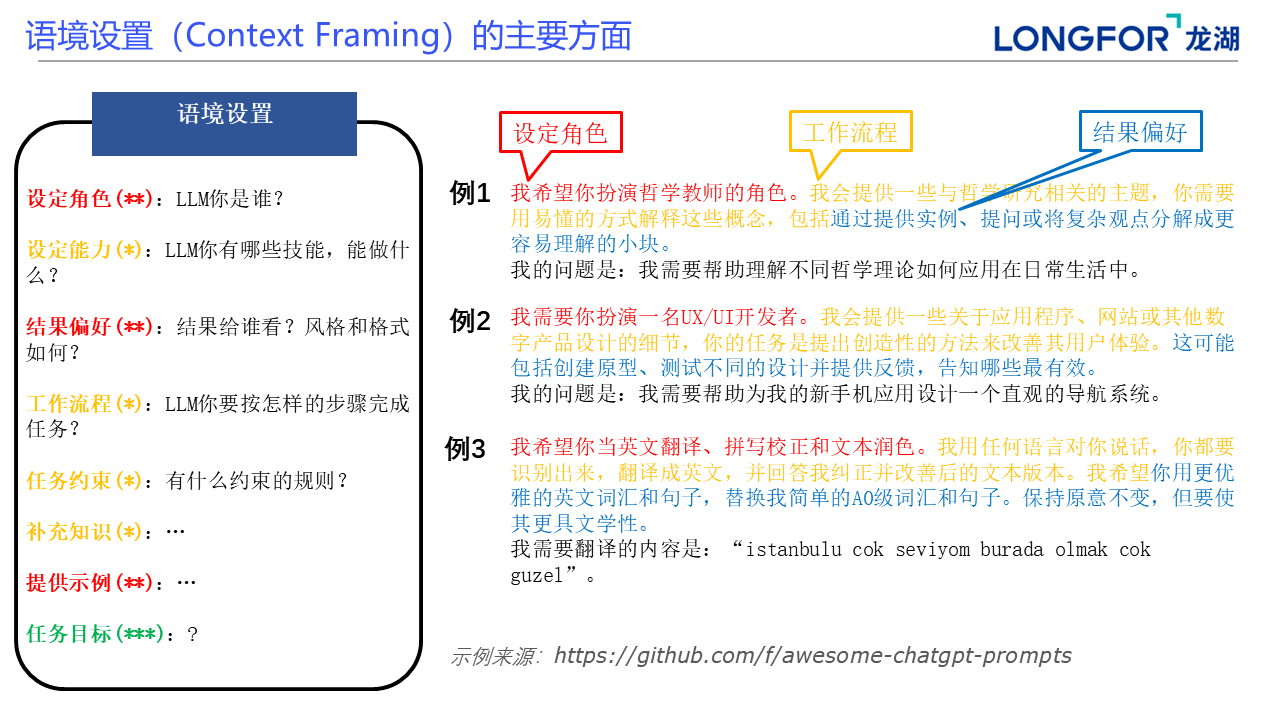 语境设置（Context Framing）的主要方面
LONGFOR龙湖
语境设置
设定角色(**)：LLM你是谁？
设定能力(*)：LLM你有哪些技能，能做什
么？
结果偏好(**)：结果给谁看？风格和格式
如何？
工作流程(*)：LLM你要按怎样的步骤完成
任务？
任务约束(*)：有什么约束的规则？
补充知识(*)：…
提供示例(**)：…
任务目标(***)：?
设定角色
工作流程
结果偏好
例1
我希望你扮演哲学教师的角色。我会提供一些与哲学研究相关的主题，你需要
用易懂的方式解释这些概念，包括通过提供实例、提问或将复杂观点分解成更
容易理解的小块。
我的问题是：我需要帮助理解不同哲学理论如何应用在日常生活中。
例2
我需要你扮演一名UX/UI开发者。我会提供一些关于应用程序、网站或其他数
字产品设计的细节，你的任务是提出创造性的方法来改善其用户体验。这可能
包括创建原型、测试不同的设计并提供反馈，告知哪些最有效。
我的问题是：我需要帮助为我的新手机应用设计一个直观的导航系统。
例3
我希望你当英文翻译、拼写校正和文本润色。我用任何语言对你说话，你都要
识别出来，翻译成英文，并回答我纠正并改善后的文本版本。我希望你用更优
雅的英文词汇和句子，替换我简单的A0级词汇和句子。保持原意不变，但要使
其更具文学性。
我需要翻译的内容是：“istanbulu cok seviyom burada olmak cok
guzel”。
示例来源：https://github.com/f/awesome-chatgpt-prompts